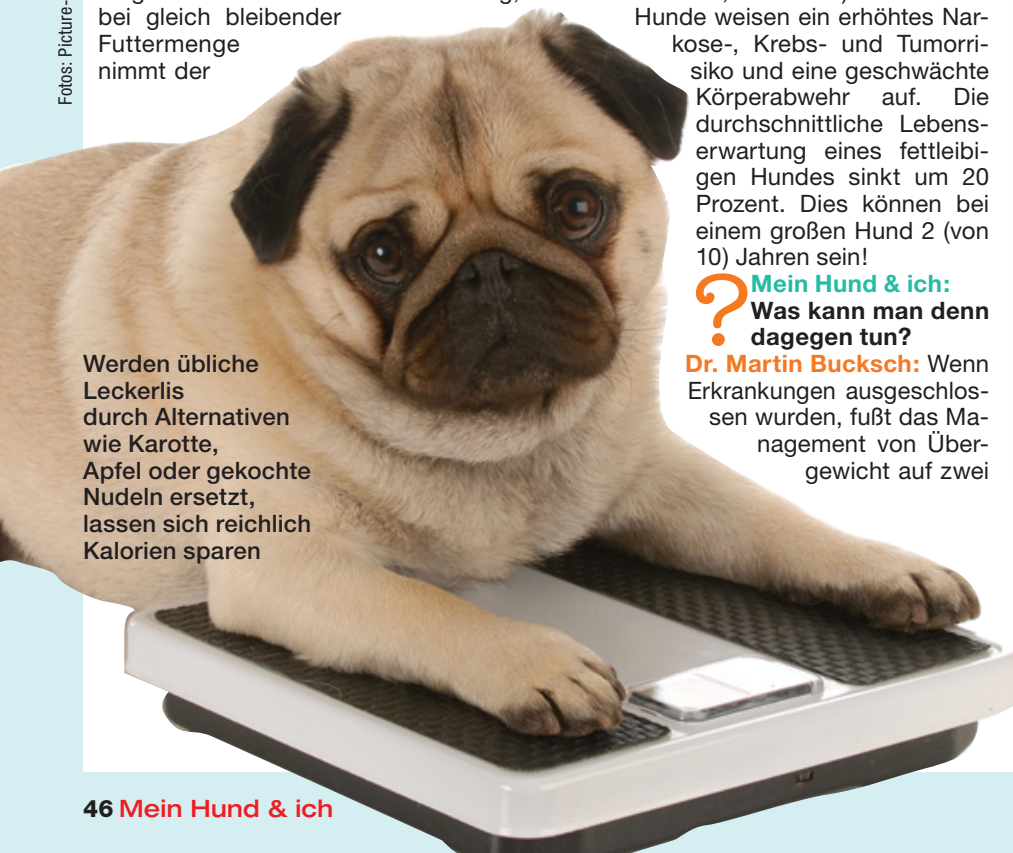 Fotos: Picture-
bei gleich bleibender
Futtermenge
nimmt der
Werden übliche
Leckerlis
durch Alternativen
wie Karotte,
Apfel oder gekochte
Nudeln ersetzt,
lassen sich reichlich
Kalorien sparen
Hunde weisen ein erhöhtes Nar-
kose-, Krebs- und Tumorri-
siko und eine geschwächte
Körperabwehr auf. Die
durchschnittliche Lebens-
erwartung eines fettleibi-
gen Hundes sinkt um 20
Prozent. Dies können bei
einem großen Hund 2 (von
10) Jahren sein!
? Mein Hund & ich:
Was kann man denn
dagegen tun?
Dr. Martin Bucksch: Wenn
Erkrankungen ausgeschlos-
sen wurden, fußt das Ma-
nagement von Über-
gewicht auf zwei
46 Mein Hund & ich